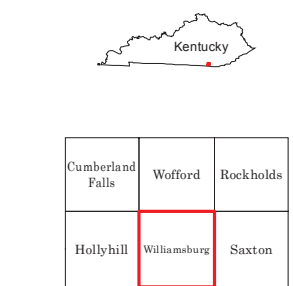 Kentucky
Cumberland
Falls
Wofford
Rockholds
Hollyhill
Williamsburg
Saxton